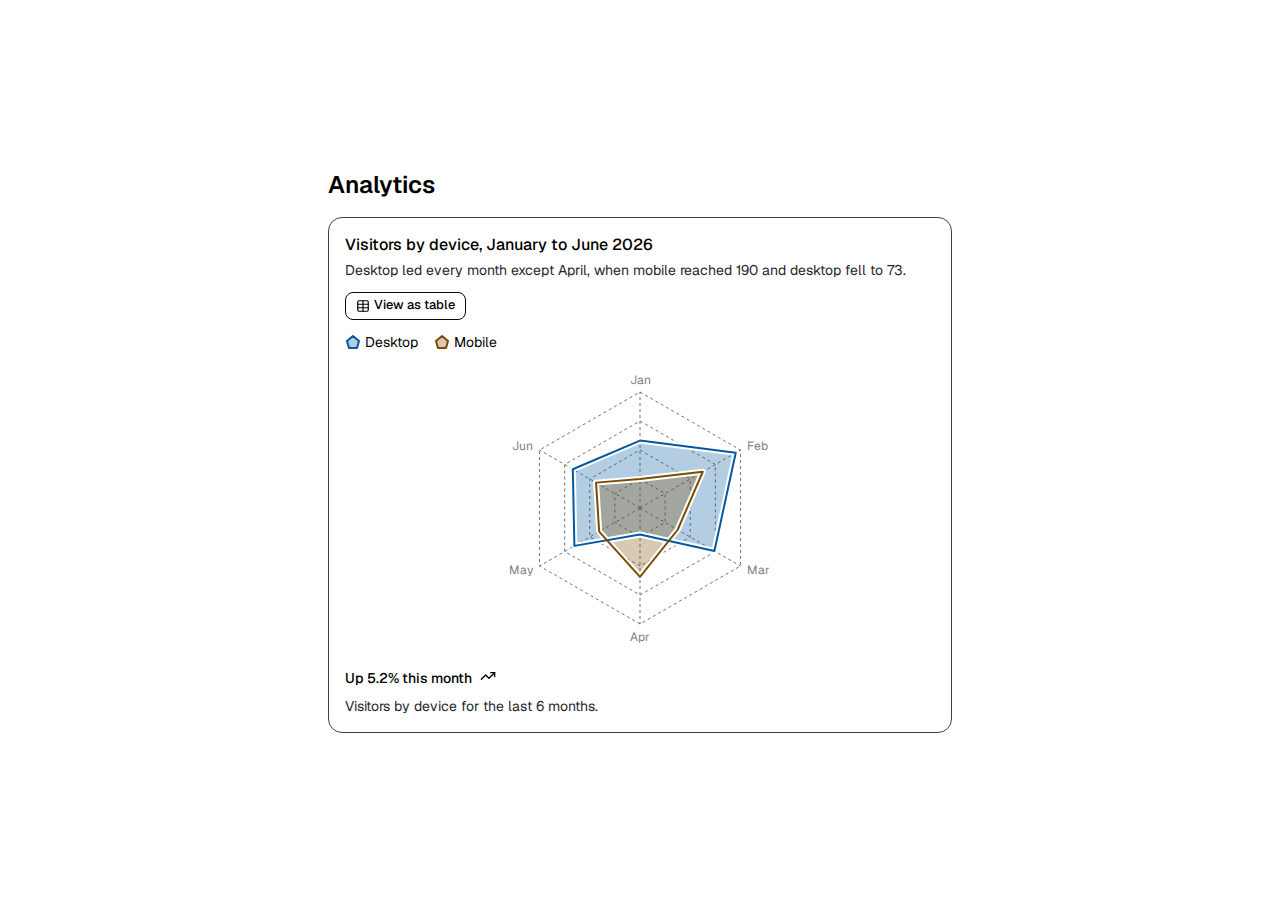 Analytics
Visitors by device, January to June 2026
Desktop led every month except April, when mobile reached 190 and desktop fell to 73.
View as table
Desktop Mobile
Jan
Jun Feb
May Mar
Apr
Up 5.2% this month
Visitors by device for the last 6 months.